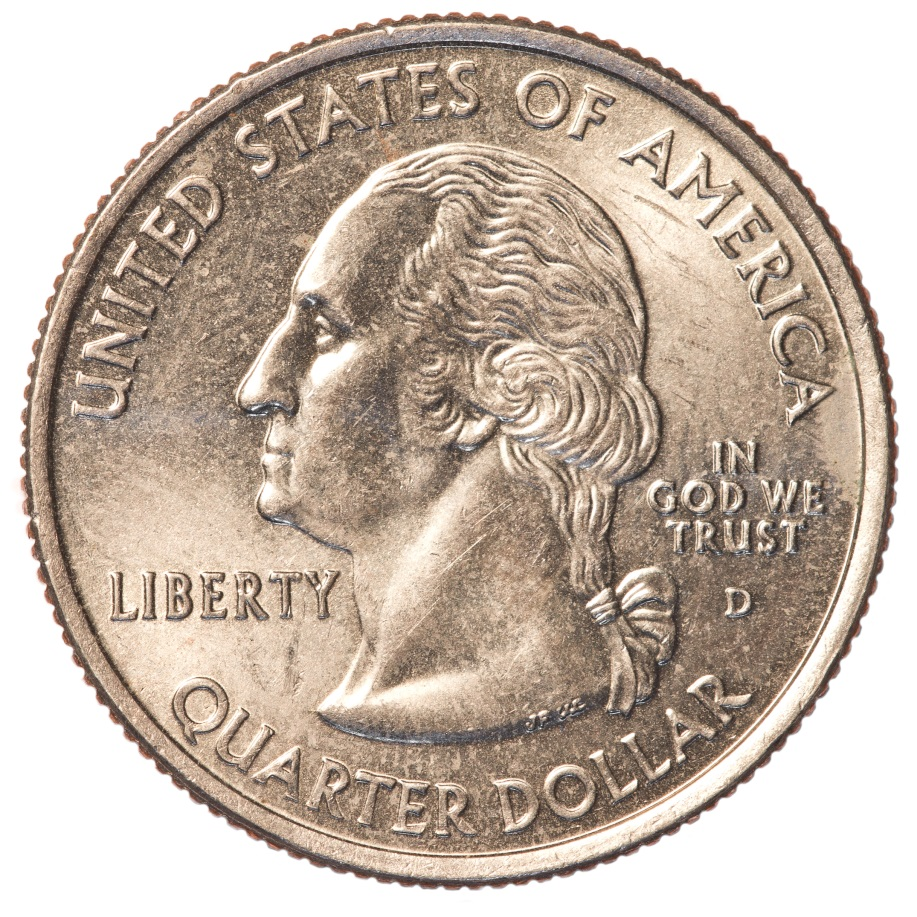 UNITED STATES OF AMERICA
LIBERTY
IN
GOD WE
TRUST
D
QUARTER DOLLAR